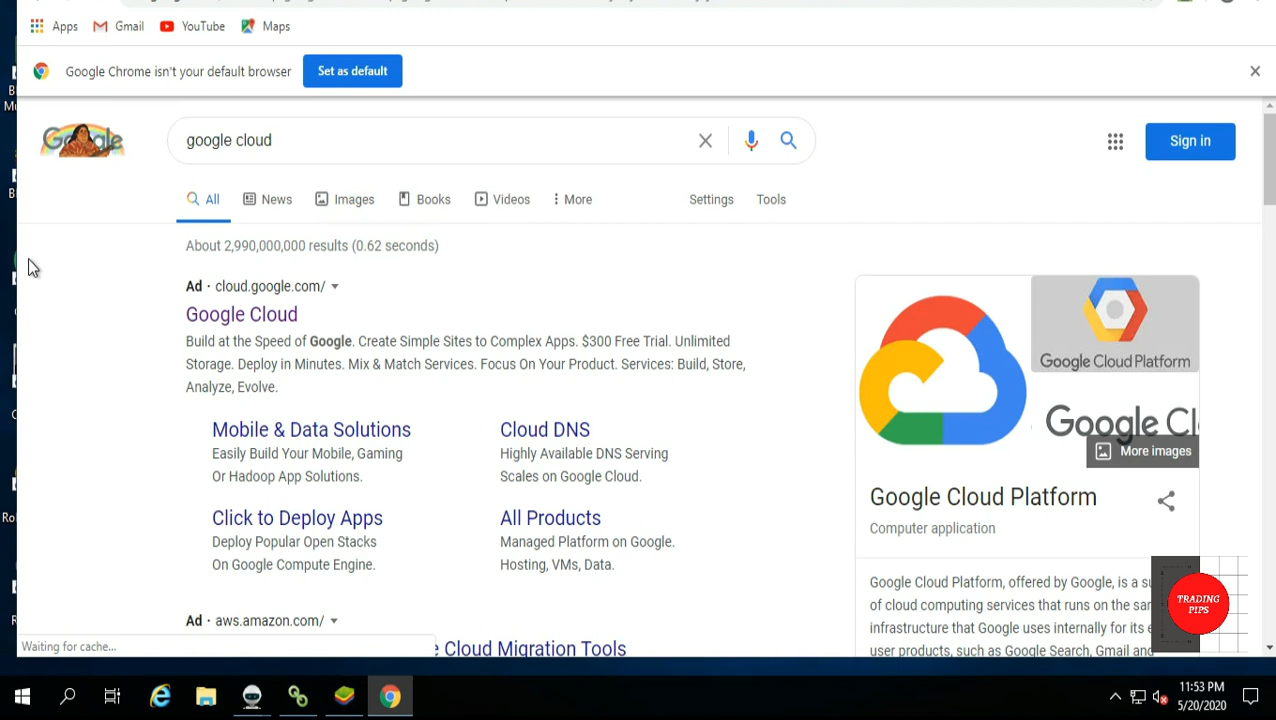 Apps Gmail YouTube Maps
Google Chrome isn't your default browser Set as default
Google google cloud Sign in
All News Images Books Videos More Settings Tools
About 2,990,000,000 results (0.62 seconds)
Ad · cloud.google.com/
Google Cloud
Build at the Speed of Google. Create Simple Sites to Complex Apps. $300 Free Trial. Unlimited
Storage. Deploy in Minutes. Mix & Match Services. Focus On Your Product. Services: Build, Store,
Analyze, Evolve.
Mobile & Data Solutions
Easily Build Your Mobile, Gaming
Or Hadoop App Solutions.
Cloud DNS
Highly Available DNS Serving
Scales on Google Cloud.
Click to Deploy Apps
Deploy Popular Open Stacks
On Google Compute Engine.
All Products
Managed Platform on Google.
Hosting, VMs, Data.
Ad · aws.amazon.com/
e Cloud Migration Tools
Google Cloud Platform
Google Cl
More images
Google Cloud Platform
Computer application
Google Cloud Platform, offered by Google, is a su
of cloud computing services that runs on the sam
infrastructure that Google uses internally for its e
user products, such as Google Search, Gmail and
TRADING
PIPS
Waiting for cache...
11:53 PM
5/20/2020